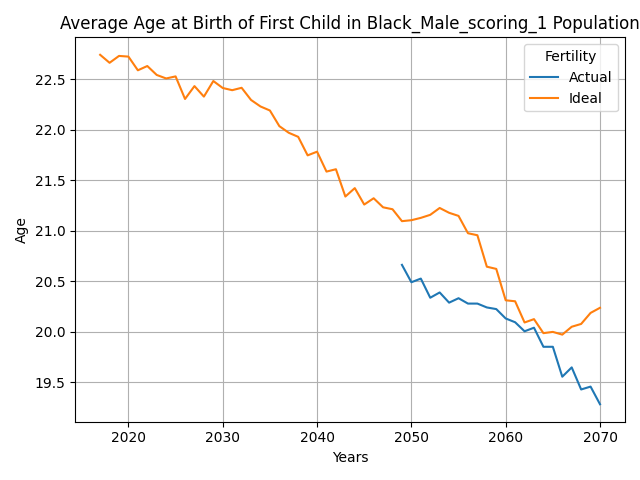 Average Age at Birth of First Child in Black_Male_scoring_1 Population
Fertility
Actual
Ideal
22.5
22.0
21.5
21.0
20.5
20.0
19.5
Age
2020
2030
2040
2050
2060
2070
Years